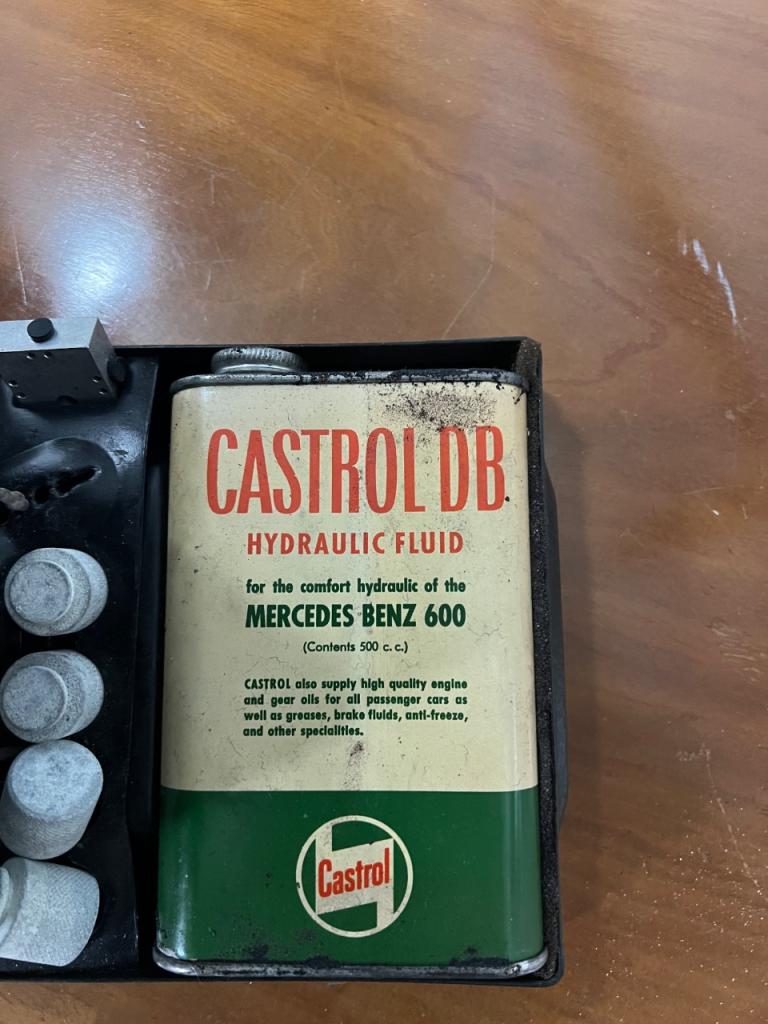 CASTROL DB
HYDRAULIC FLUID
for the comfort hydraulic of the
MERCEDES BENZ 600
(Contents 500 c. c.)
CASTROL also supply high quality engine
and gear oils for all passenger cars as
well as greases, brake fluids, anti-freeze,
and other specialities.
Castrol